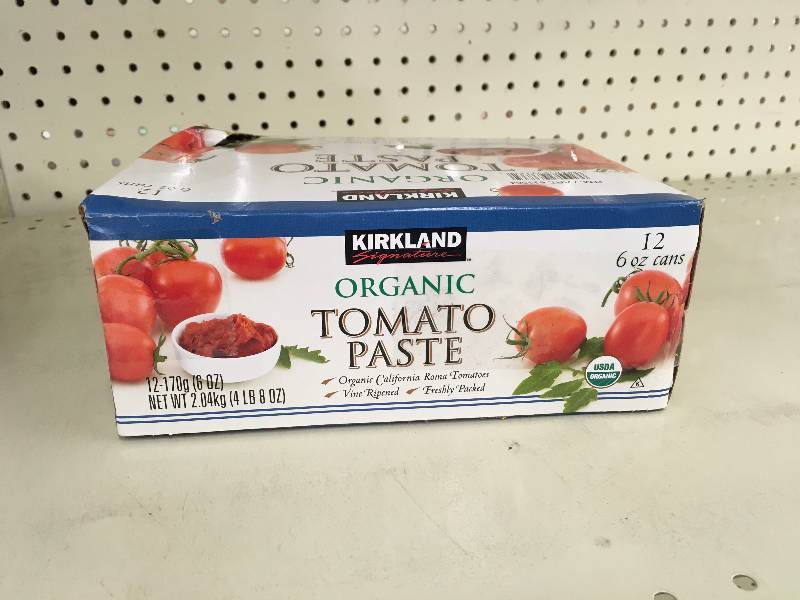 TOMATO
PASTE
ORGANIC
KIRKLAND
KIRKLAND
Signature
ORGANIC
TOMATO
PASTE
Organic California Roma Tomatoes
Vine Ripened Freshly Packed
12
6 oz cans
12-170g (6 OZ)
NET WT 2.04kg (4 LB 8 OZ)
USDA
ORGANIC